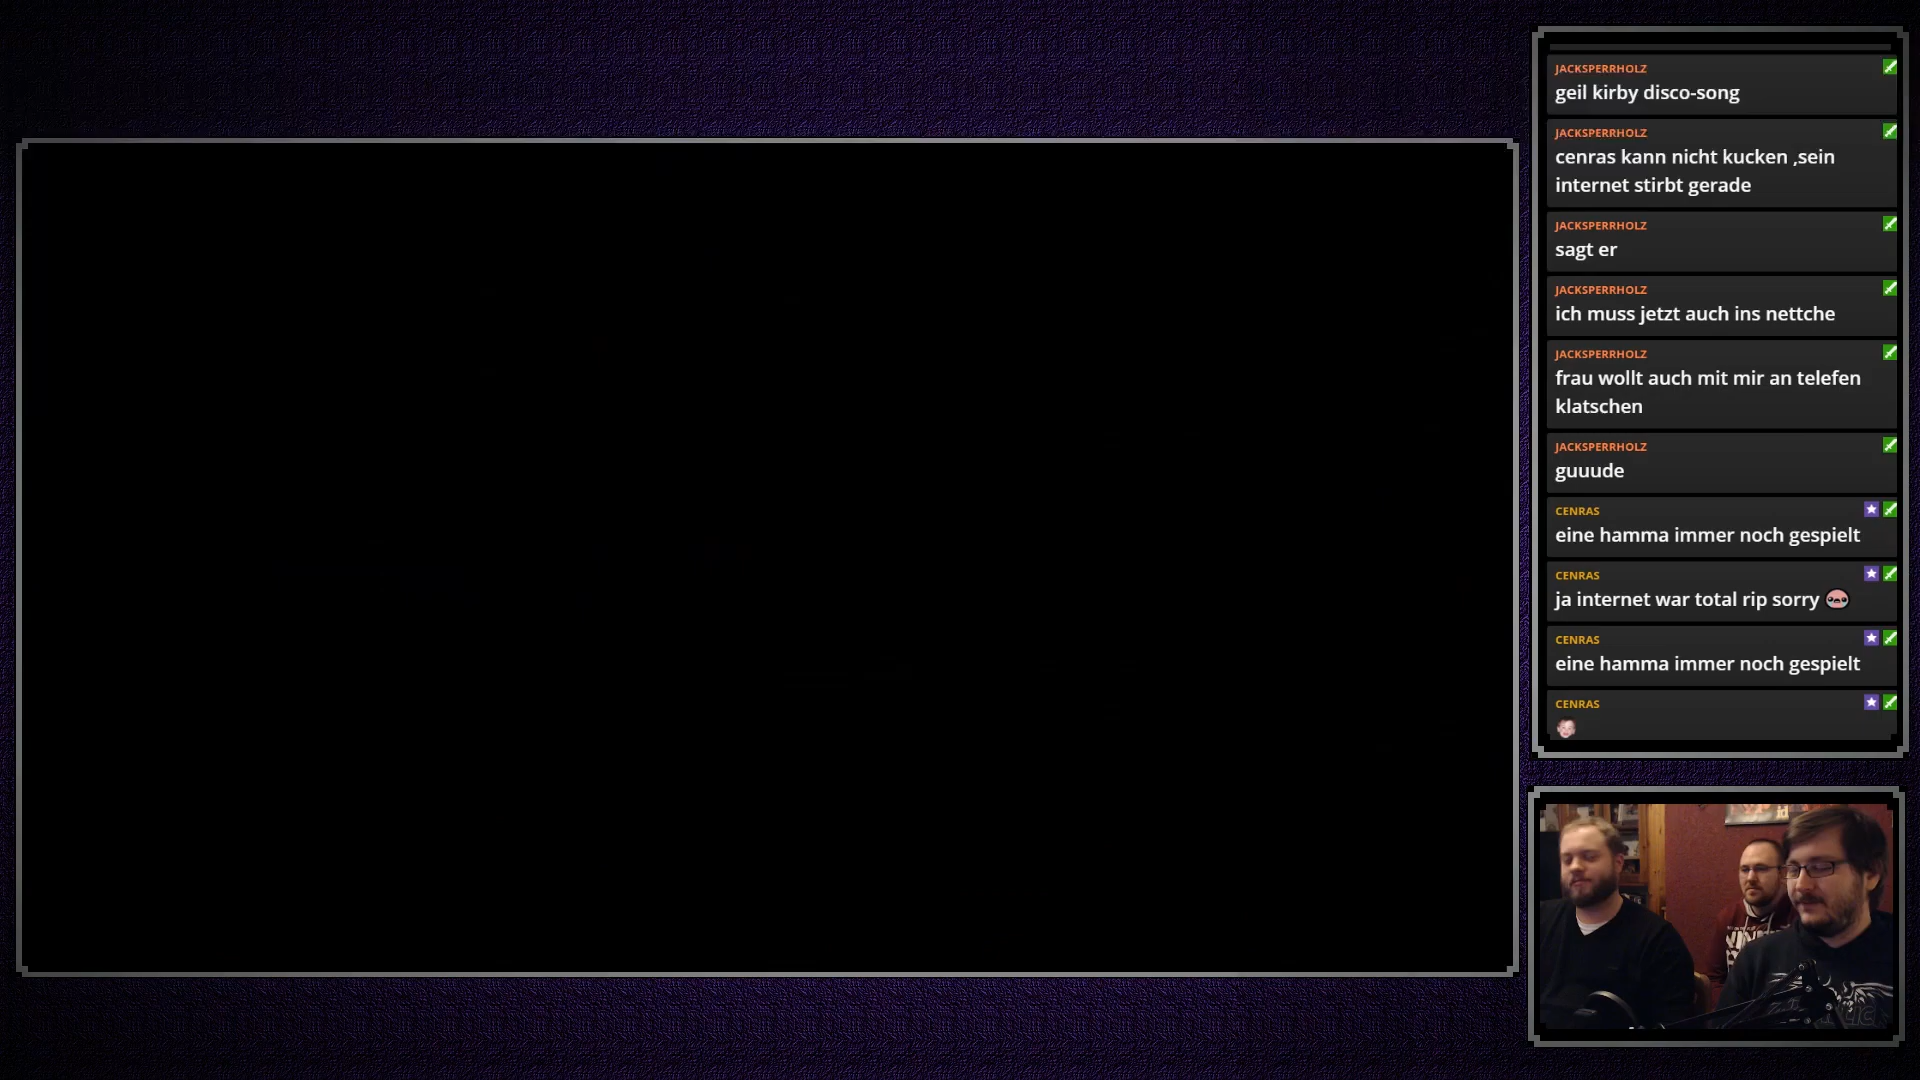 JACKSPERRHOLZ
geil kirby disco-song
JACKSPERRHOLZ
cenras kann nicht kucken ,sein
internet stirbt gerade
JACKSPERRHOLZ
sagt er
JACKSPERRHOLZ
ich muss jetzt auch ins nettche
JACKSPERRHOLZ
frau wollt auch mit mir an telefen
klatschen
JACKSPERRHOLZ
guuude
CENRAS
eine hamma immer noch gespielt
CENRAS
ja internet war total rip sorry
CENRAS
eine hamma immer noch gespielt
CENRAS